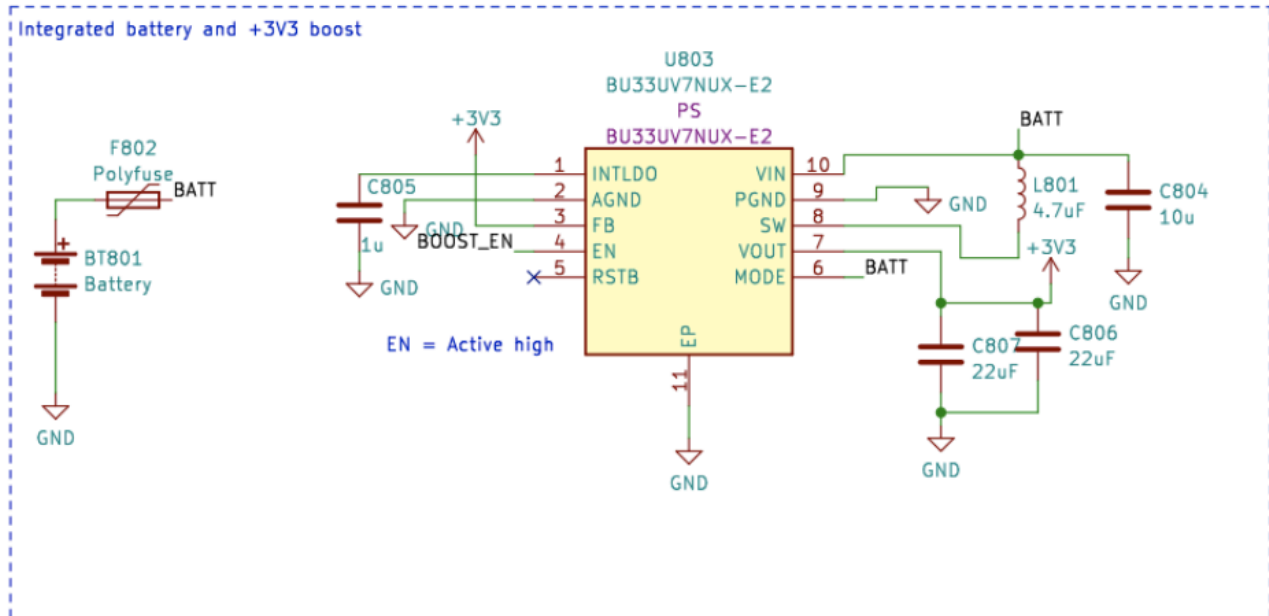 Integrated battery and +3V3 boost
U803
BU33UV7NUX-E2
PS
BU33UV7NUX-E2
F802
Polyfuse
BATT
BT801
Battery
GND
+3V3
C805
1u
GND
GND
BOOST_EN
EN = Active high
1 INTLDO
2 AGND
3 FB
4 EN
5 RSTB
VIN 10
PGND 9
SW 8
VOUT 7
MODE 6
EP
11
GND
BATT
GND
BATT
L801
4.7uF
C804
10u
GND
+3V3
C807
22uF
C806
22uF
GND